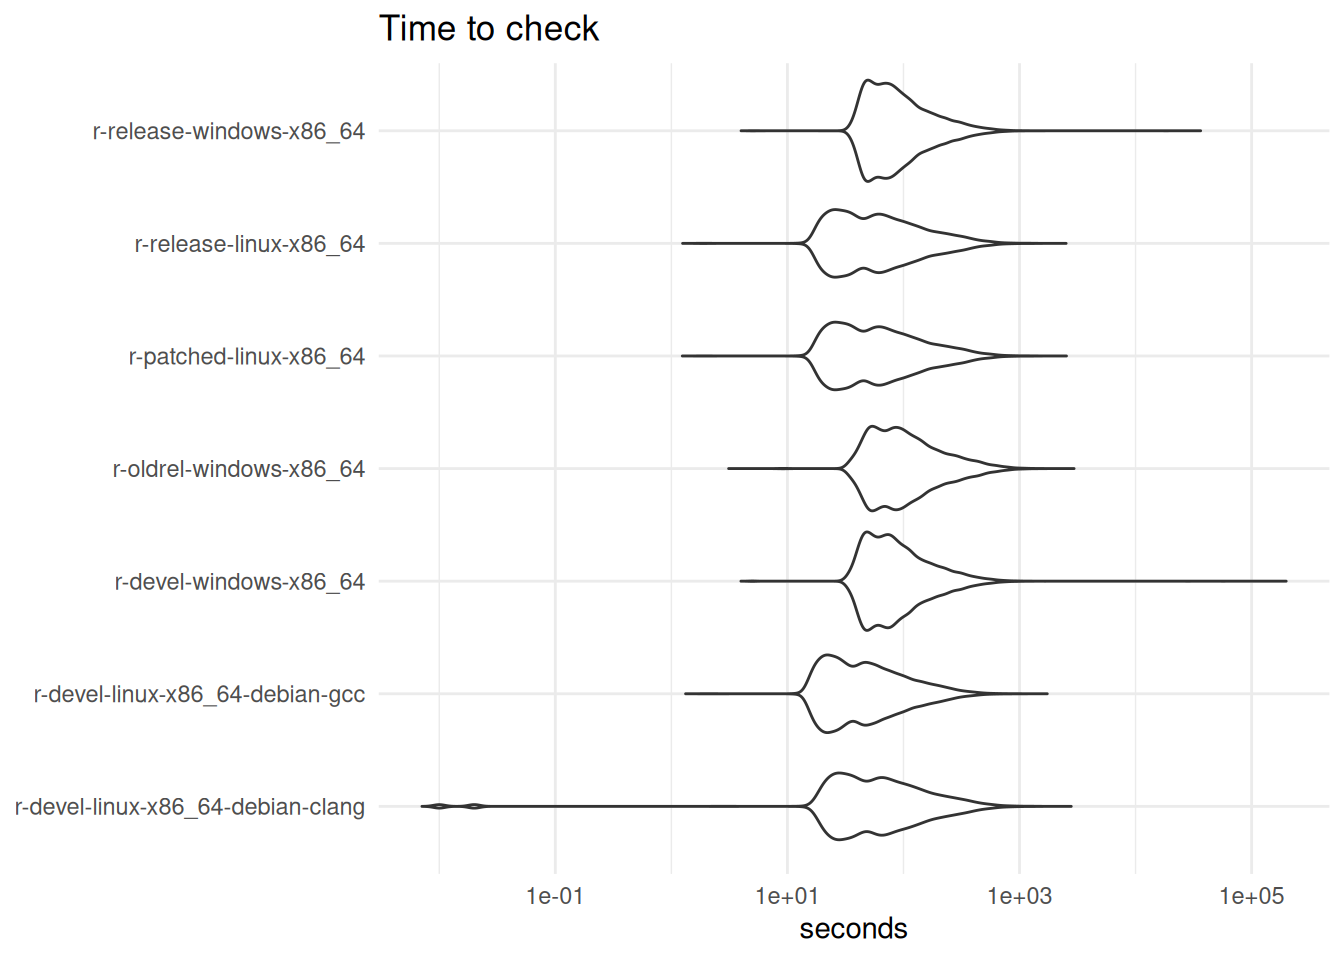 Time to check
r-release-windows-x86_64
r-release-linux-x86_64
r-patched-linux-x86_64
r-oldrel-windows-x86_64
r-devel-windows-x86_64
r-devel-linux-x86_64-debian-gcc
r-devel-linux-x86_64-debian-clang
1e-01 1e+01 1e+03 1e+05
seconds